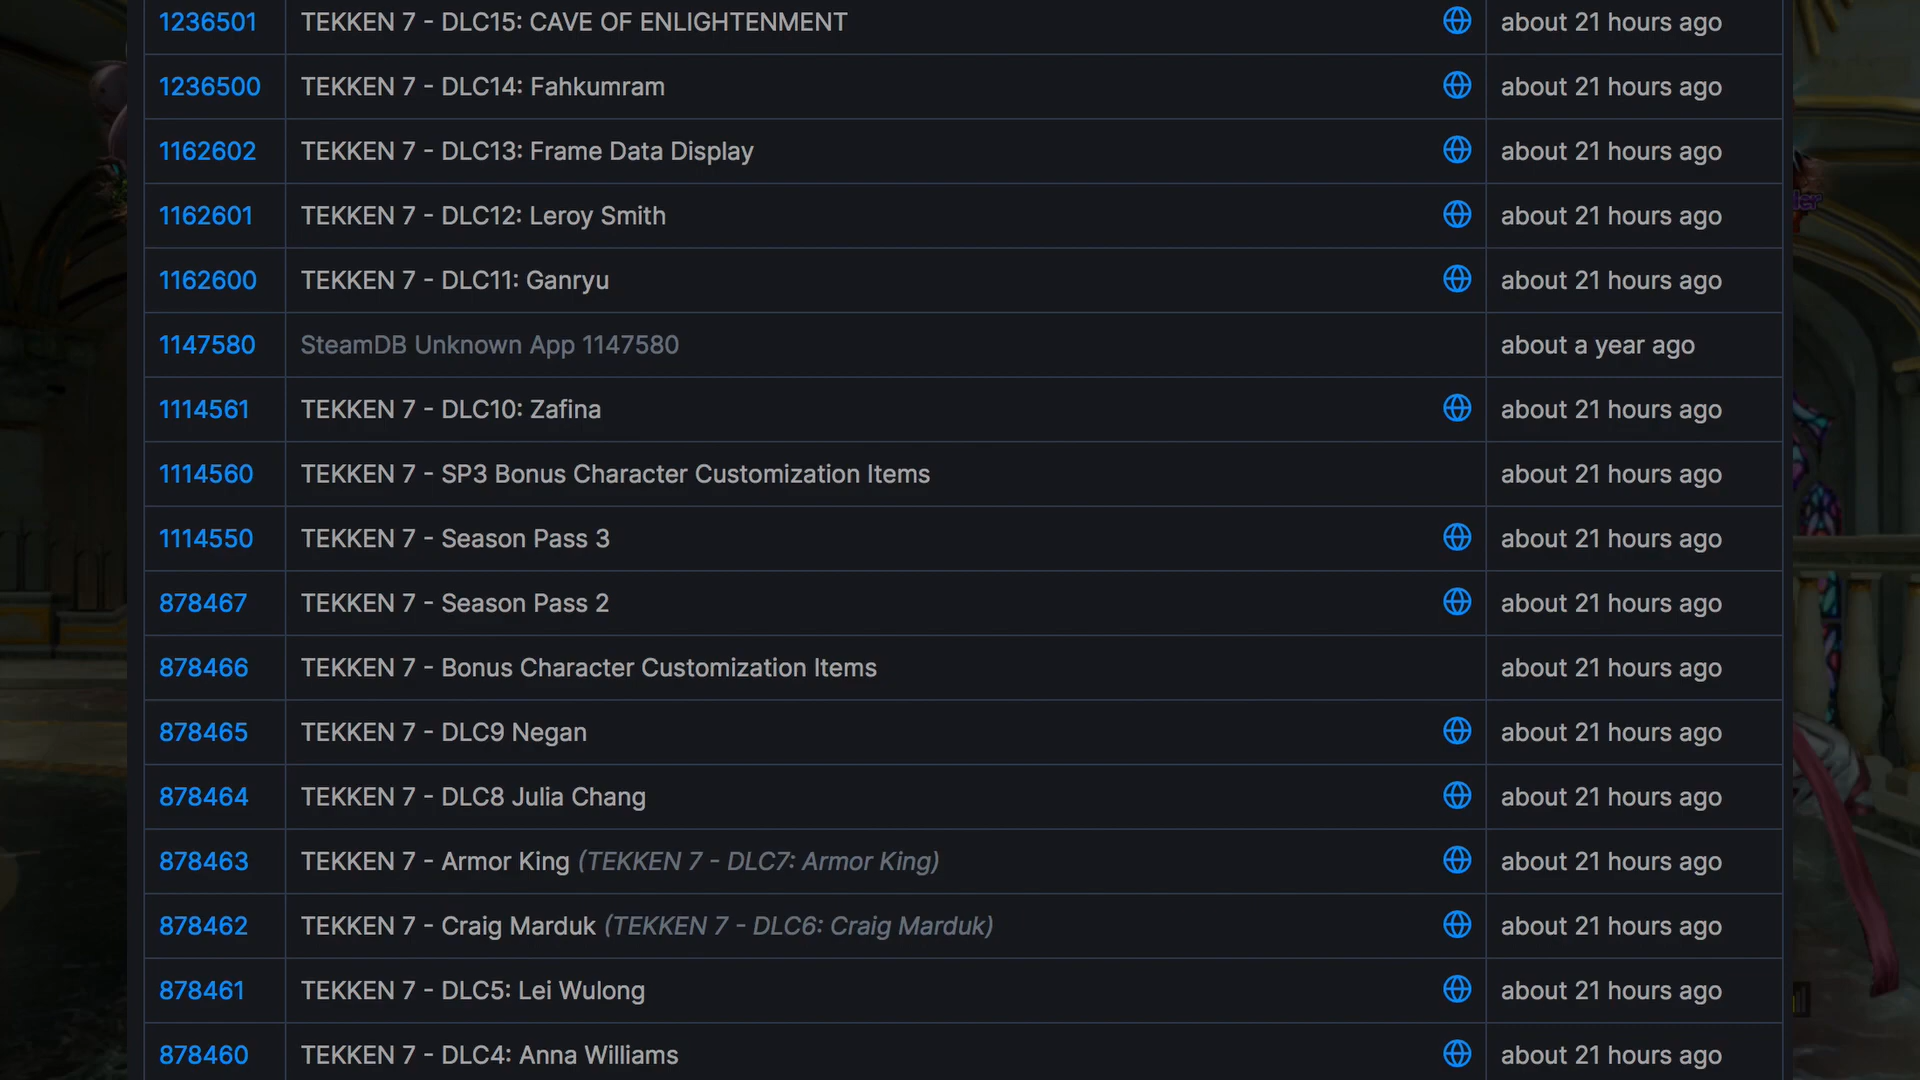 1236501 TEKKEN 7 - DLC15: CAVE OF ENLIGHTENMENT about 21 hours ago
1236500 TEKKEN 7 - DLC14: Fahkumram about 21 hours ago
1162602 TEKKEN 7 - DLC13: Frame Data Display about 21 hours ago
1162601 TEKKEN 7 - DLC12: Leroy Smith about 21 hours ago
1162600 TEKKEN 7 - DLC11: Ganryu about 21 hours ago
1147580 SteamDB Unknown App 1147580 about a year ago
1114561 TEKKEN 7 - DLC10: Zafina about 21 hours ago
1114560 TEKKEN 7 - SP3 Bonus Character Customization Items about 21 hours ago
1114550 TEKKEN 7 - Season Pass 3 about 21 hours ago
878467 TEKKEN 7 - Season Pass 2 about 21 hours ago
878466 TEKKEN 7 - Bonus Character Customization Items about 21 hours ago
878465 TEKKEN 7 - DLC9 Negan about 21 hours ago
878464 TEKKEN 7 - DLC8 Julia Chang about 21 hours ago
878463 TEKKEN 7 - Armor King (TEKKEN 7 - DLC7: Armor King) about 21 hours ago
878462 TEKKEN 7 - Craig Marduk (TEKKEN 7 - DLC6: Craig Marduk) about 21 hours ago
878461 TEKKEN 7 - DLC5: Lei Wulong about 21 hours ago
878460 TEKKEN 7 - DLC4: Anna Williams about 21 hours ago